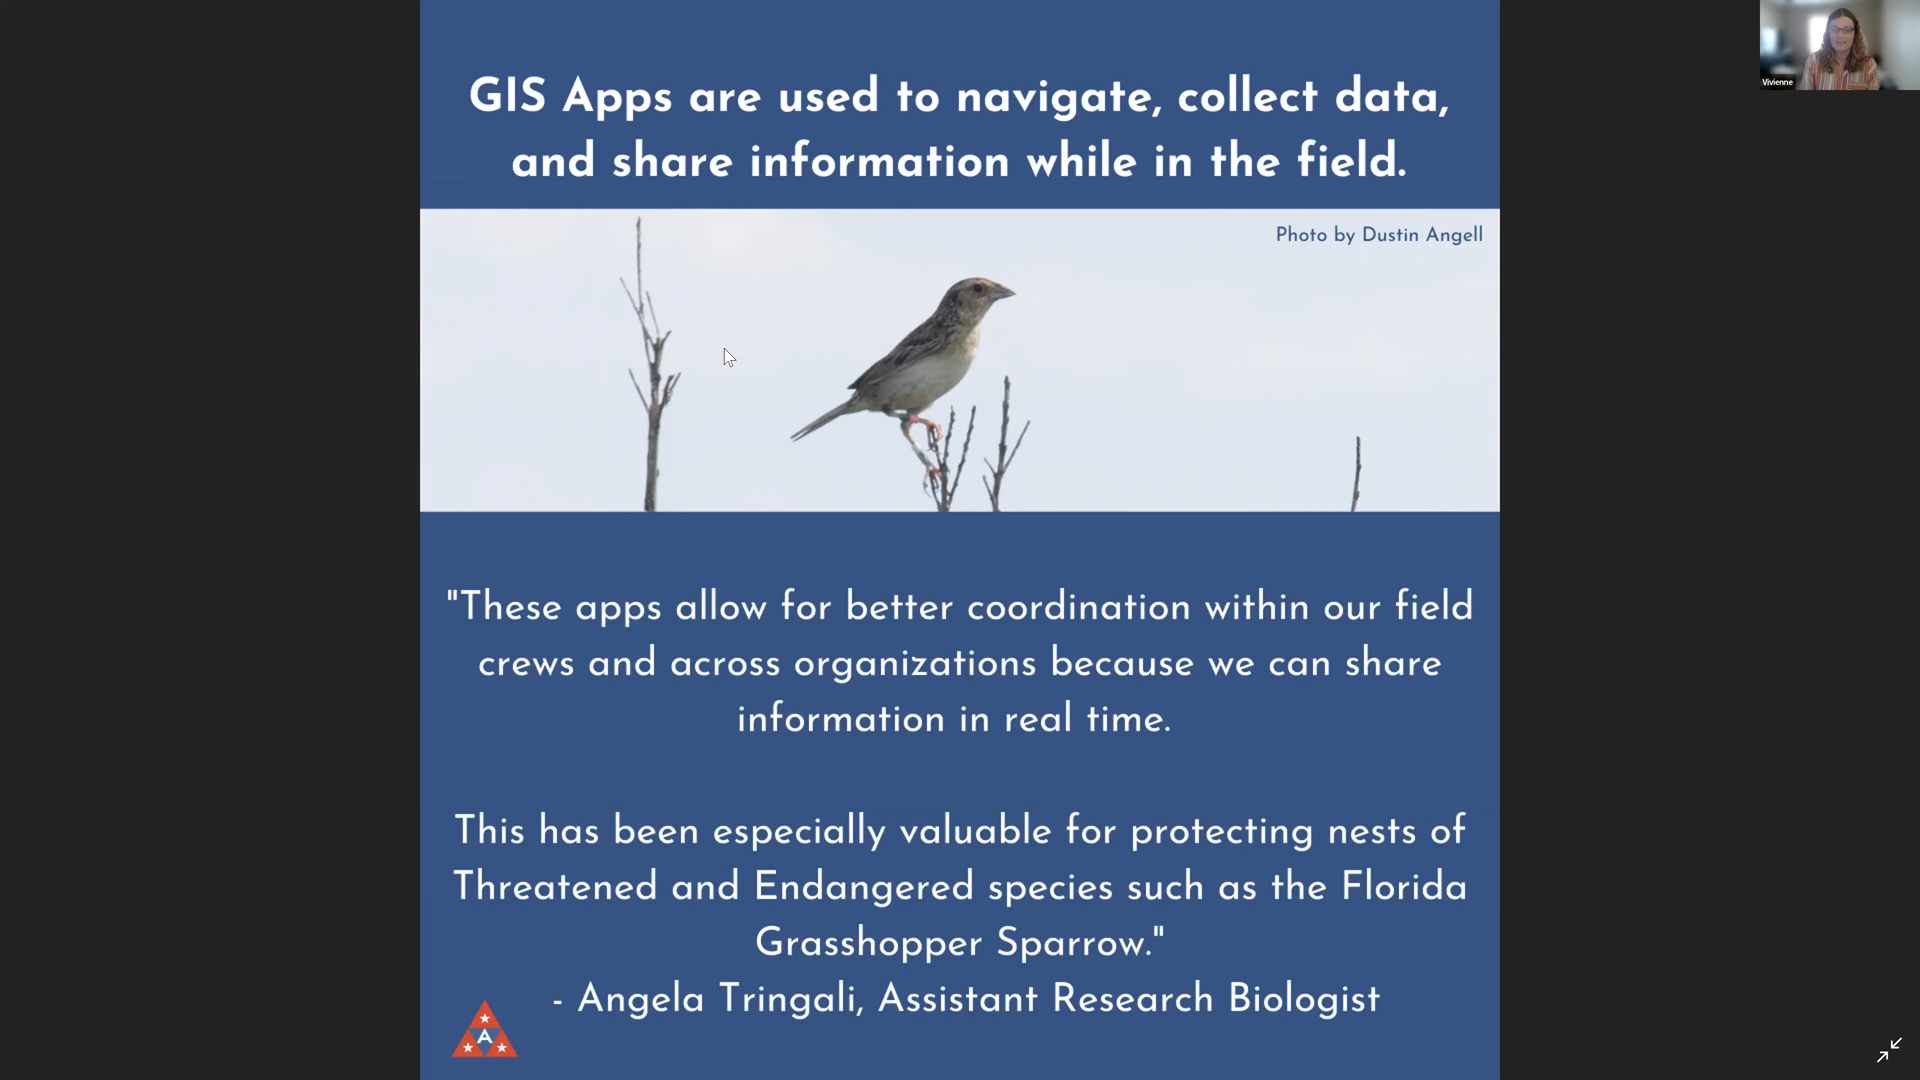 GIS Apps are used to navigate, collect data,
and share information while in the field.
Photo by Dustin Angell
"These apps allow for better coordination within our field
crews and across organizations because we can share
information in real time.
This has been especially valuable for protecting nests of
Threatened and Endangered species such as the Florida
Grasshopper Sparrow."
- Angela Tringali, Assistant Research Biologist
A
Vivienne